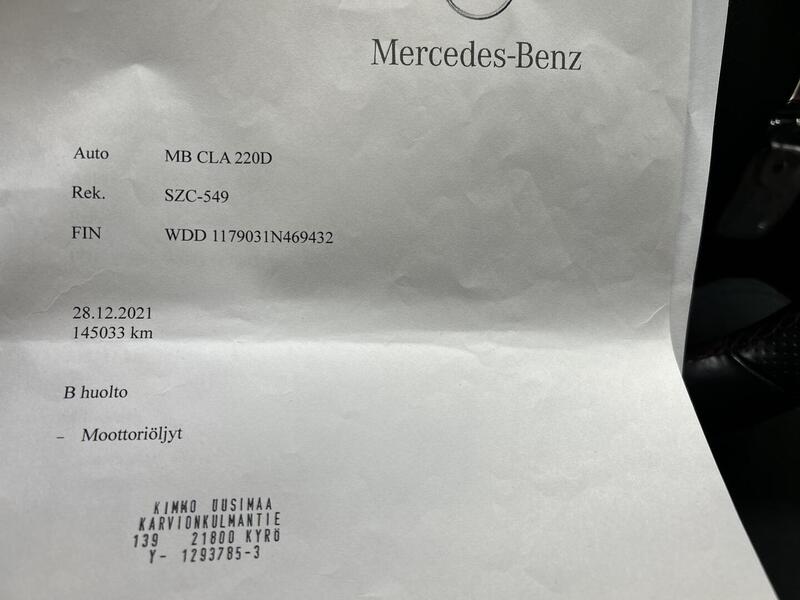 Mercedes-Benz
Auto MB CLA 220D
Rek. SZC-549
FIN WDD 1179031N469432
28.12.2021
145033 km
B huolto
– Moottoriöljyt
KIMMO UUSIMAA
KARVIONKULMANTIE
139 21800 KYRÖ
Y- 1293785-3